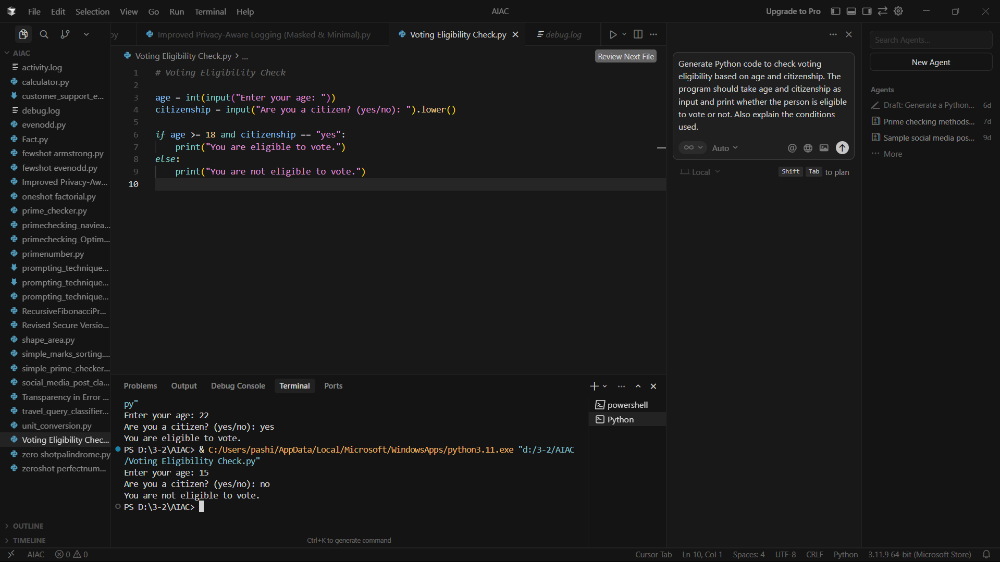 File Edit Selection View Go Run Terminal Help
AIAC
Upgrade to Pro
py
Improved Privacy-Aware Logging (Masked & Minimal).py
Voting Eligibility Check.py
debug.log
Search Agents...
AIAC
activity.log
calculator.py
customer_support_e...
debug.log
evenodd.py
Fact.py
fewshot armstrong.py
fewshot evenodd.py
Improved Privacy-Aw...
oneshot factorial.py
prime_checker.py
primechecking_naviea...
primechecking_Optim...
primenumber.py
prompting_technique...
prompting_technique...
prompting_technique...
RecursiveFibonacciPr...
Revised Secure Versio...
shape_area.py
simple_marks_sorting....
simple_prime_checker...
social_media_post_cla...
Transparency in Error ...
travel_query_classifier...
unit_conversion.py
Voting Eligibility Chec...
zero shotpalindrome.py
zeroshot perfectnum...
OUTLINE
TIMELINE
Voting Eligibility Check.py > ...
Review Next File
1 # Voting Eligibility Check
2
3 age = int(input("Enter your age: "))
4 citizenship = input("Are you a citizen? (yes/no): ").lower()
5
6 if age >= 18 and citizenship == "yes":
7 print("You are eligible to vote.")
8 else:
9 print("You are not eligible to vote.")
10
Problems Output Debug Console Terminal Ports
py"
Enter your age: 22
Are you a citizen? (yes/no): yes
You are eligible to vote.
PS D:\3-2\AIAC> & C:/Users/pashi/AppData/Local/Microsoft/WindowsApps/python3.11.exe "d:/3-2/AIAC
/Voting Eligibility Check.py"
Enter your age: 15
Are you a citizen? (yes/no): no
You are not eligible to vote.
PS D:\3-2\AIAC>
Ctrl+K to generate command
powershell
Python
Generate Python code to check voting
eligibility based on age and citizenship. The
program should take age and citizenship as
input and print whether the person is eligible
to vote or not. Also explain the conditions
used.
Auto
Local
Shift Tab to plan
New Agent
Agents
Draft: Generate a Python... 6d
Prime checking methods... 7d
Sample social media pos... 9d
More
AIAC 0 0
Cursor Tab Ln 10, Col 1 Spaces: 4 UTF-8 CRLF Python 3.11.9 64-bit (Microsoft Store)